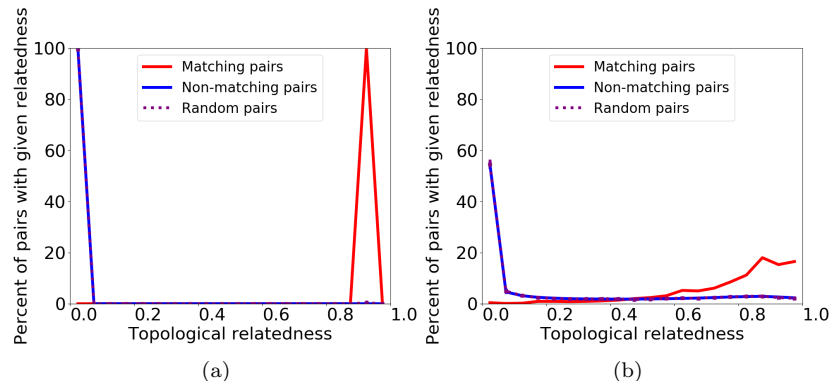 Percent of pairs with given relatedness
100
80
60
40
20
0
Matching pairs
Non-matching pairs
Random pairs
0.0 0.2 0.4 0.6 0.8 1.0
Topological relatedness
(a)
Percent of pairs with given relatedness
100
80
60
40
20
0
Matching pairs
Non-matching pairs
Random pairs
0.0 0.2 0.4 0.6 0.8 1.0
Topological relatedness
(b)